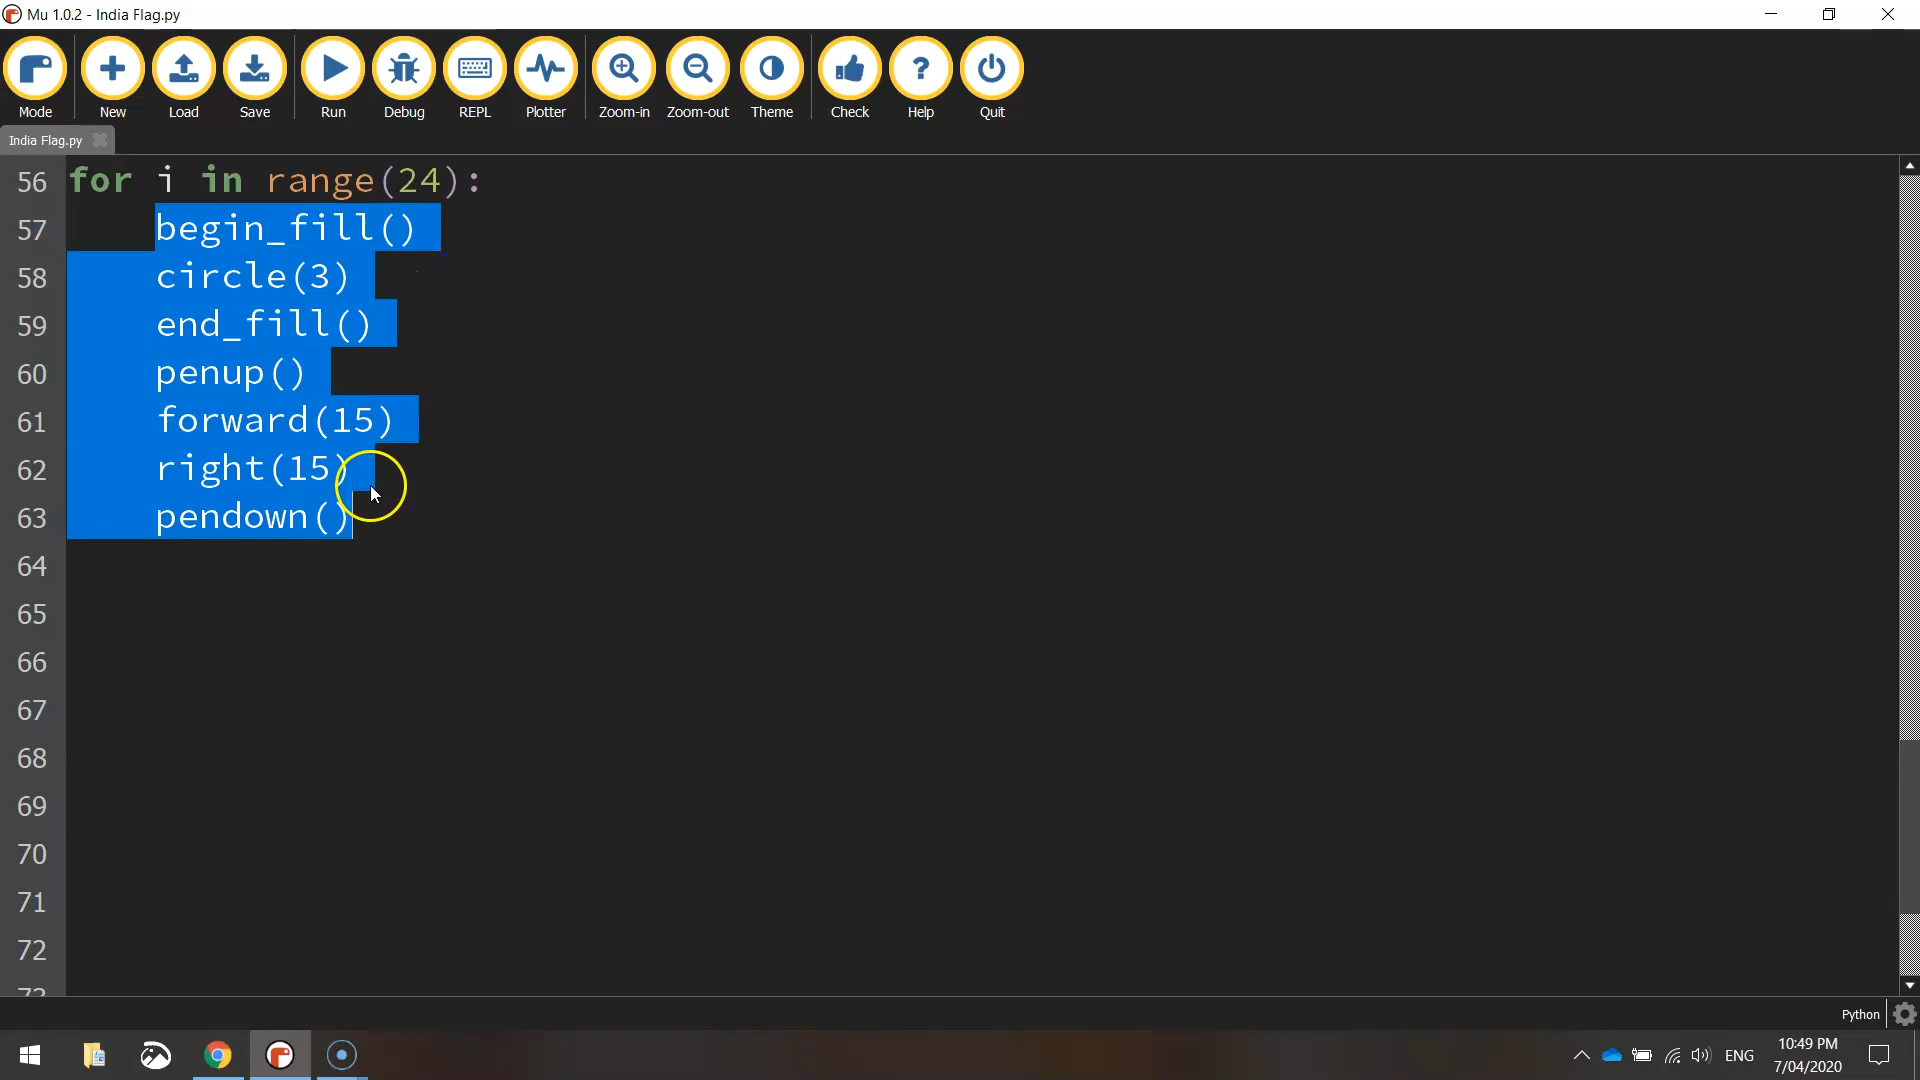 Mu 1.0.2 - India Flag.py
Mode New Load Save Run Debug REPL Plotter Zoom-in Zoom-out Theme Check Help Quit
India Flag.py
56 for i in range(24):
57 begin_fill()
58 circle(3)
59 end_fill()
60 penup()
61 forward(15)
62 right(15)
63 pendown()
64
65
66
67
68
69
70
71
72
73
Python
ENG
10:49 PM
7/04/2020